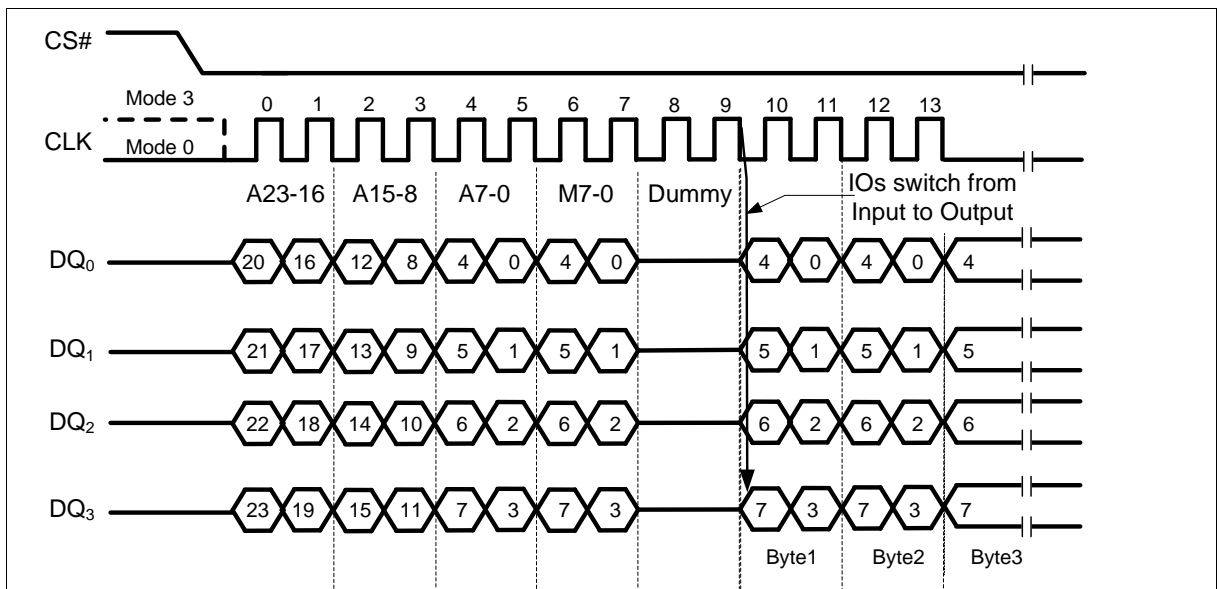 CS#
Mode 3
0 1 2 3 4 5 6 7 8 9 10 11 12 13
CLK
Mode 0
A23-16 A15-8 A7-0 M7-0 Dummy
IOs switch from
Input to Output
DQ0 20 16 12 8 4 0 4 0 4 0 4 0 4
DQ1 21 17 13 9 5 1 5 1 5 1 5 1 5
DQ2 22 18 14 10 6 2 6 2 6 2 6 2 6
DQ3 23 19 15 11 7 3 7 3 7 3 7 3 7
Byte1 Byte2 Byte3